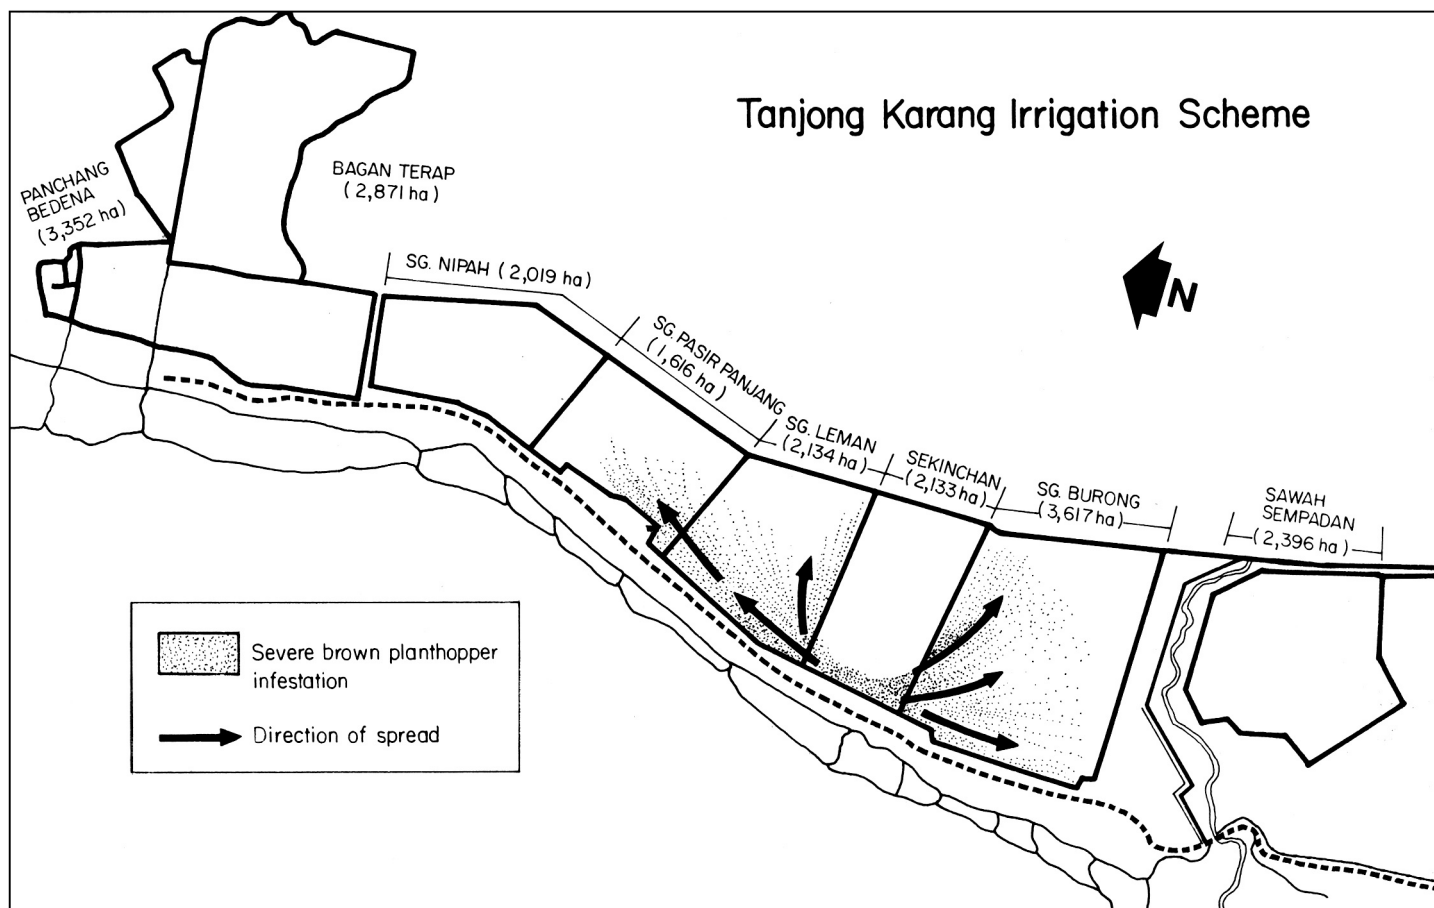 Tanjong Karang Irrigation Scheme
PANCHANG
BEDENA
(3,352 ha)
BAGAN TERAP
(2,871 ha)
SG. NIPAH (2,019 ha)
SG. PASIR PANJANG
(1,616 ha)
SG. LEMAN
(2,134 ha)
SEKINCHAN
(2,133 ha)
SG. BURONG
(3,617 ha)
SAWAH
SEMPADAN
(2,396 ha)
N
Severe brown planthopper
infestation
Direction of spread